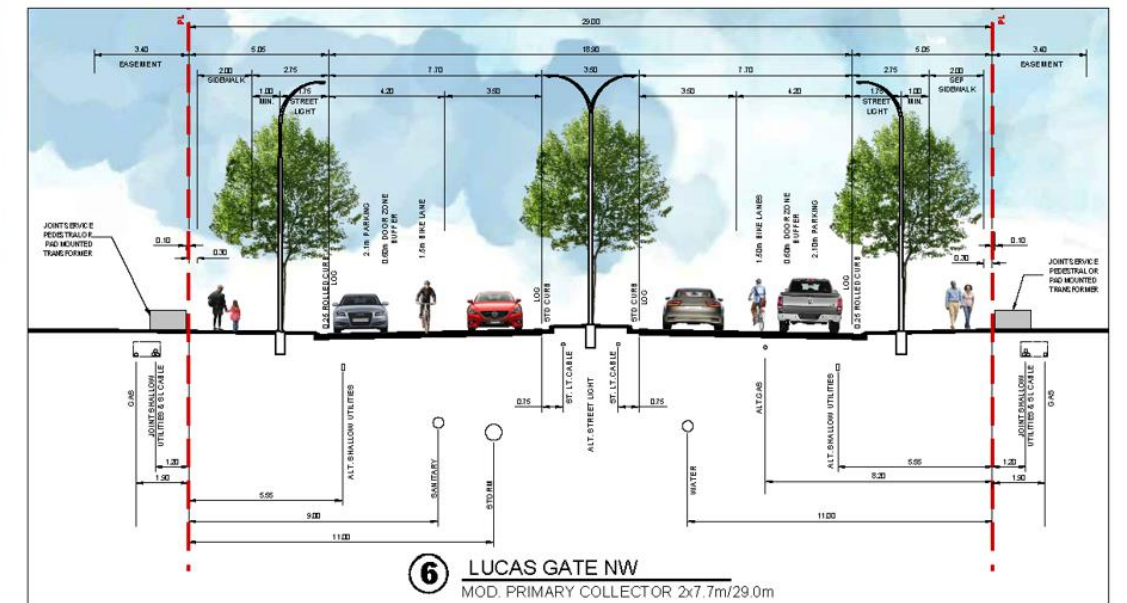 PL
29.00
PL
3.40
5.05
18.90
5.05
3.40
EASEMENT
EASEMENT
2.00
SIDEWALK
2.75
7.70
3.50
7.70
2.75
2.00
SEP
SIDEWALK
1.00
MIN.
1.75
STREET
LIGHT
4.20
3.50
3.50
4.20
1.75
STREET
LIGHT
1.00
MIN.
JOINT SERVICE
PEDESTRAL OR
PAD MOUNTED
TRANSFORMER
0.10
0.30
2.1m PARKING
0.60m DOOR ZONE
BUFFER
1.5m BIKE LANE
1.50m BIKE LANES
0.60m DOOR ZONE
BUFFER
2.10m PARKING
0.10
0.30
JOINT SERVICE
PEDESTRAL OR
PAD MOUNTED
TRANSFORMER
0.25 ROLLED CURB
LOG
STD CURB
LOG
STD CURB
LOG
0.25 ROLLED CURB
LOG
GAS
JOINT SHALLOW
UTILITIES & SL CABLE
ALT. SHALLOW UTILITIES
SANITARY
STORM
ST. LT. CABLE
ALT. STREET LIGHT
ST. LT. CABLE
WATER
ALT GAS
ALT. SHALLOW UTILITIES
JOINT SHALLOW
UTILITIES & SL CABLE
GAS
0.75
0.75
1.20
1.90
5.55
9.00
11.00
5.55
8.20
11.00
1.20
1.90
6 LUCAS GATE NW
MOD. PRIMARY COLLECTOR 2x7.7m/29.0m